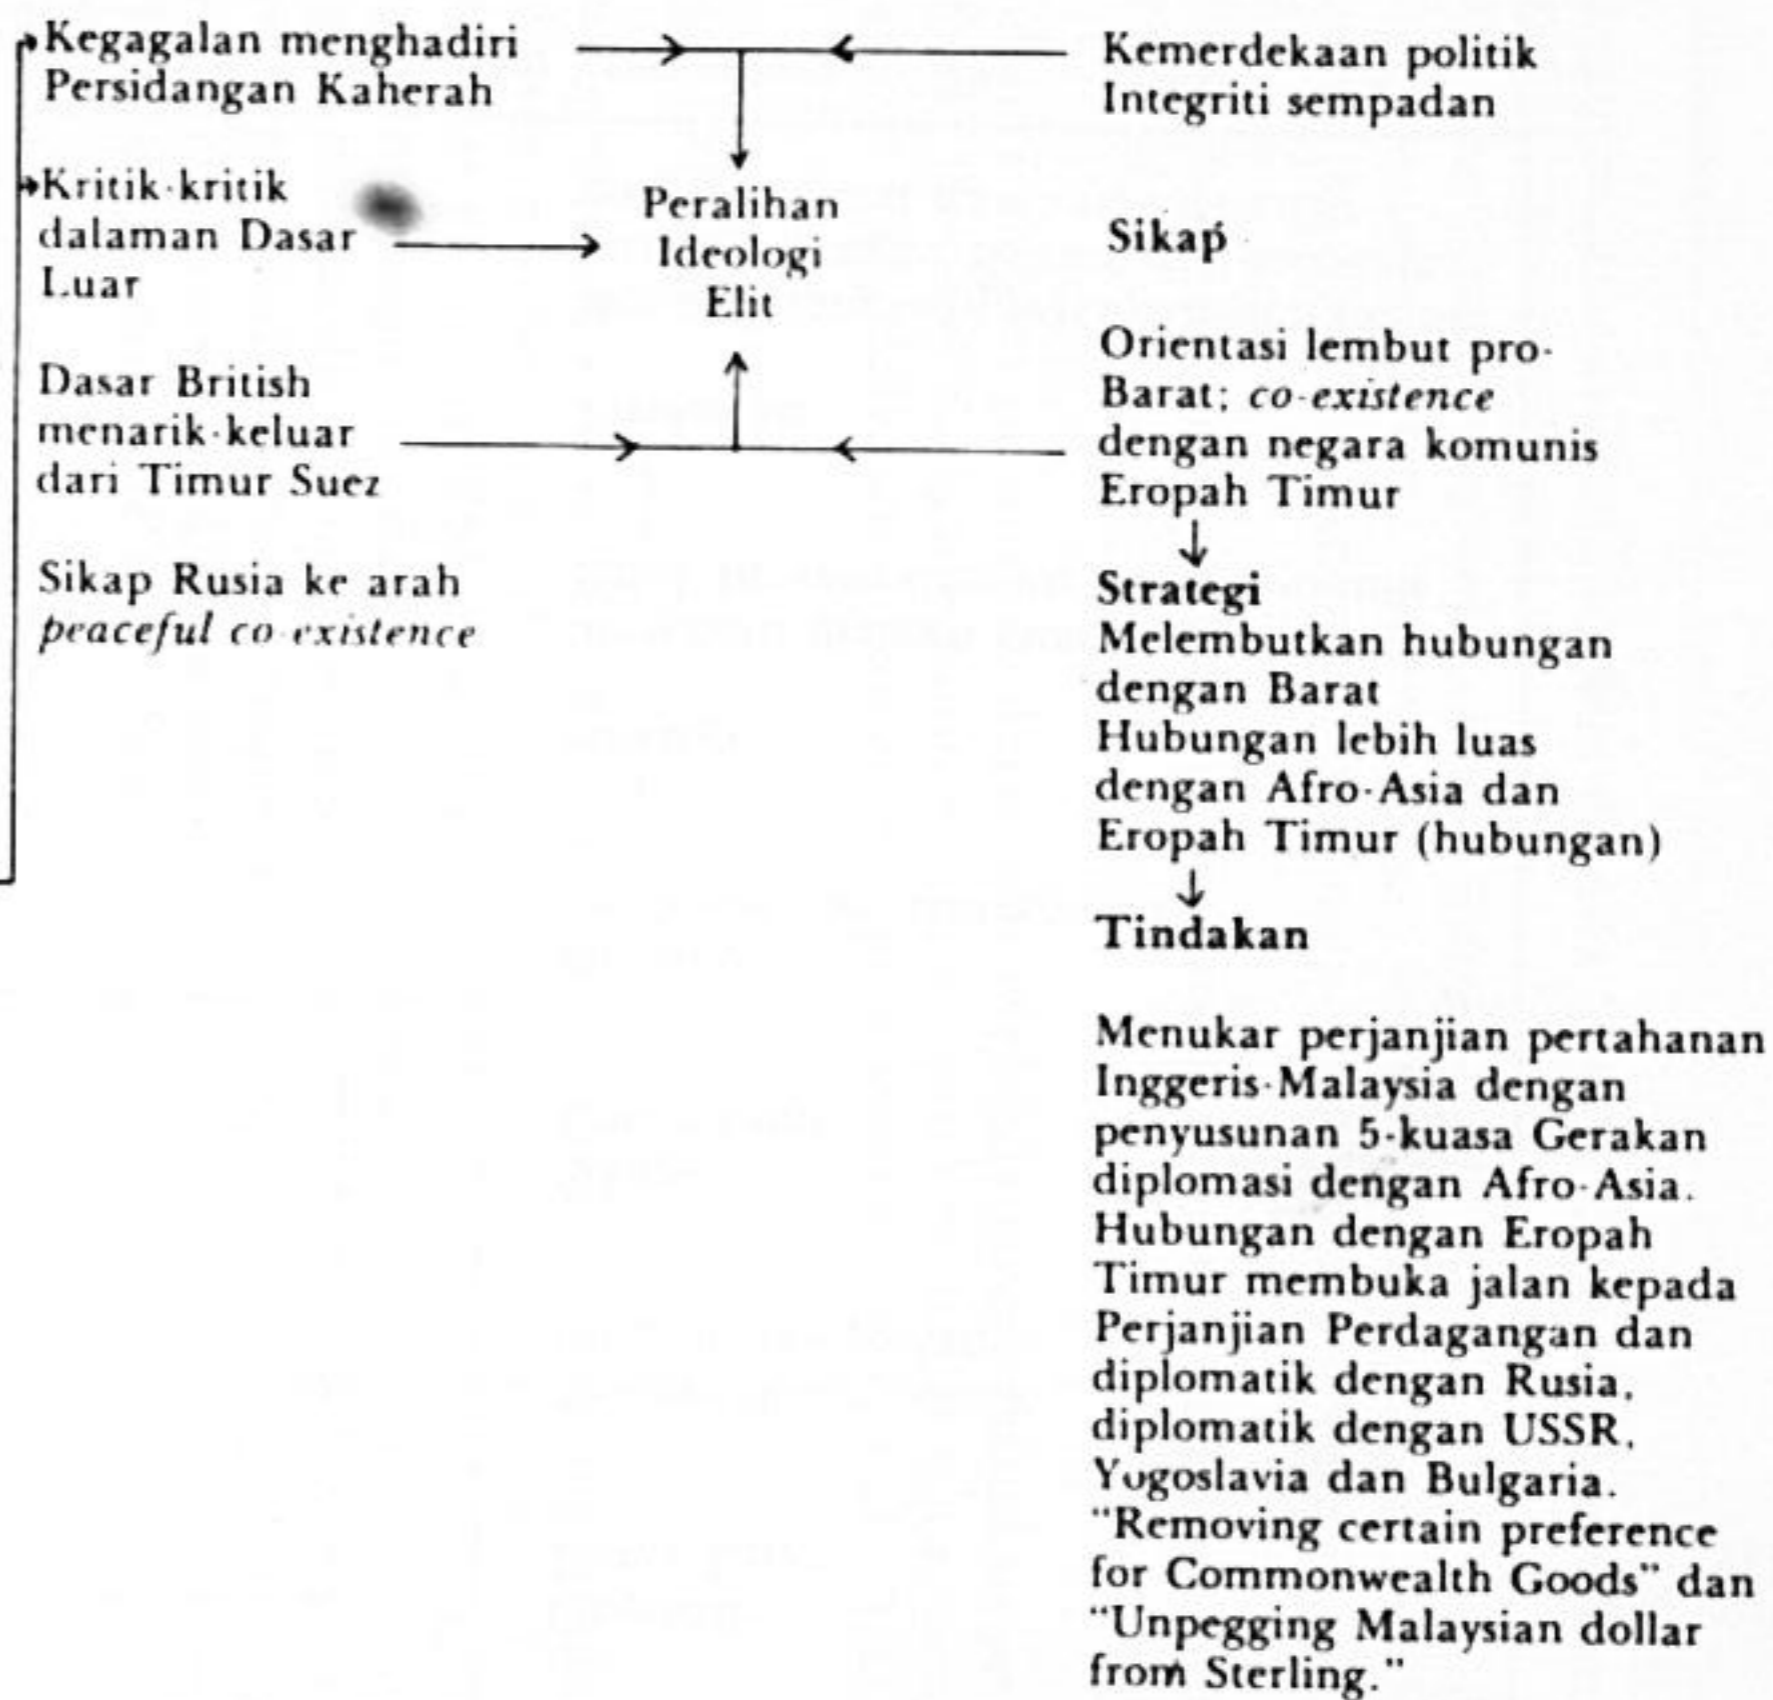 Kegagalan menghadiri
Persidangan Kaherah
Kritik-kritik
dalaman Dasar
Luar
Dasar British
menarik-keluar
dari Timur Suez
Sikap Rusia ke arah
peaceful co-existence
Peralihan
Ideologi
Elit
Kemerdekaan politik
Integriti sempadan
Sikap
Orientasi lembut pro-
Barat; co-existence
dengan negara komunis
Eropah Timur
Strategi
Melembutkan hubungan
dengan Barat
Hubungan lebih luas
dengan Afro-Asia dan
Eropah Timur (hubungan)
Tindakan
Menukar perjanjian pertahanan
Inggeris-Malaysia dengan
penyusunan 5-kuasa Gerakan
diplomasi dengan Afro-Asia.
Hubungan dengan Eropah
Timur membuka jalan kepada
Perjanjian Perdagangan dan
diplomatik dengan Rusia,
diplomatik dengan USSR,
Yugoslavia dan Bulgaria.
"Removing certain preference
for Commonwealth Goods" dan
"Unpegging Malaysian dollar
from Sterling."